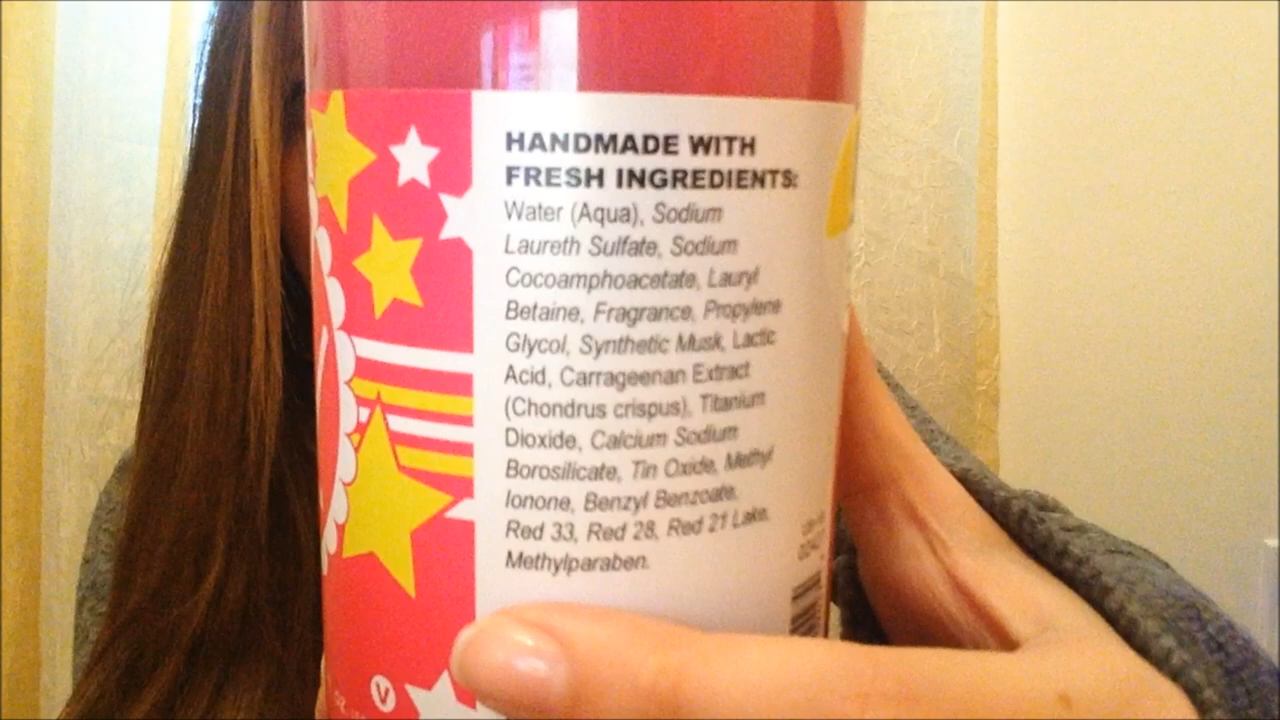 HANDMADE WITH
FRESH INGREDIENTS:
Water (Aqua), Sodium
Laureth Sulfate, Sodium
Cocoamphoacetate, Lauryl
Betaine, Fragrance, Propylene
Glycol, Synthetic Musk, Lactic
Acid, Carrageenan Extract
(Chondrus crispus), Titanium
Dioxide, Calcium Sodium
Borosilicate, Tin Oxide, Methyl
Ionone, Benzyl Benzoate,
Red 33, Red 28, Red 21 Lake,
Methylparaben.
V